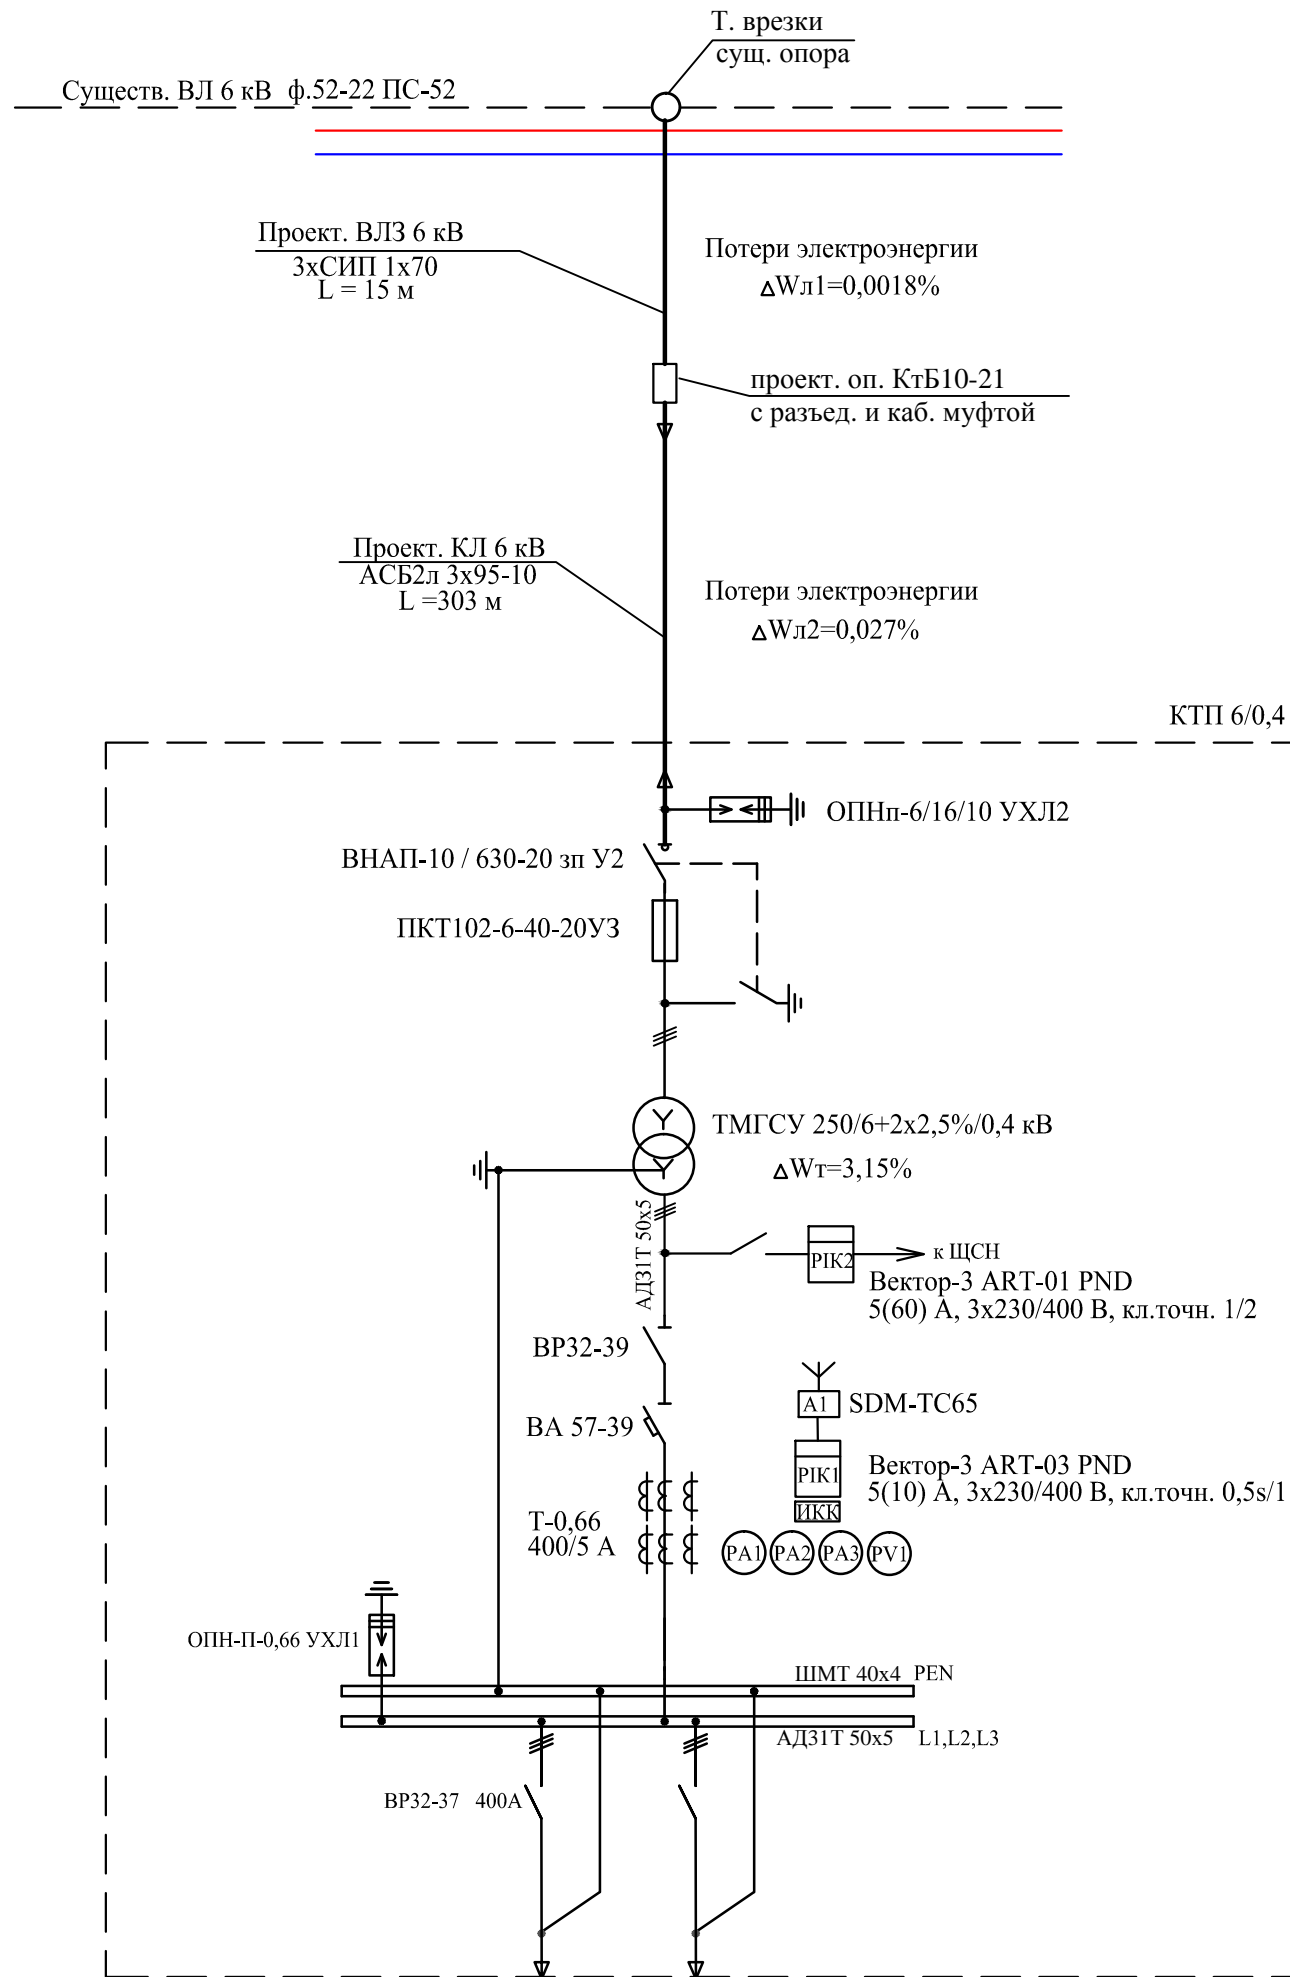 Т. врезки
сущ. опора
Существ. ВЛ 6 кВ ф.52-22 ПС-52
Проект. ВЛЗ 6 кВ
3хСИП 1х70
L = 15 м
Потери электроэнергии
△Wл1=0,0018%
проект. оп. КтБ10-21
с разъед. и каб. муфтой
Проект. КЛ 6 кВ
АСБ2л 3х95-10
L =303 м
Потери электроэнергии
△Wл2=0,027%
КТП 6/0,4
ОПНп-6/16/10 УХЛ2
ВНАП-10 / 630-20 зп У2
ПКТ102-6-40-20УЗ
ТМГСУ 250/6+2х2,5%/0,4 кВ
△Wт=3,15%
АД31Т 50х5
PIK2
к ЩСН
Вектор-3 ART-01 PND
5(60) А, 3х230/400 В, кл.точн. 1/2
ВР32-39
А1 SDM-TC65
ВА 57-39
PIK1
Вектор-3 ART-03 PND
5(10) А, 3х230/400 В, кл.точн. 0,5s/1
ИКК
Т-0,66
400/5 А
PA1 PA2 PA3 PV1
ОПН-П-0,66 УХЛ1
ШМТ 40х4 PEN
АД31Т 50х5 L1,L2,L3
ВР32-37 400А